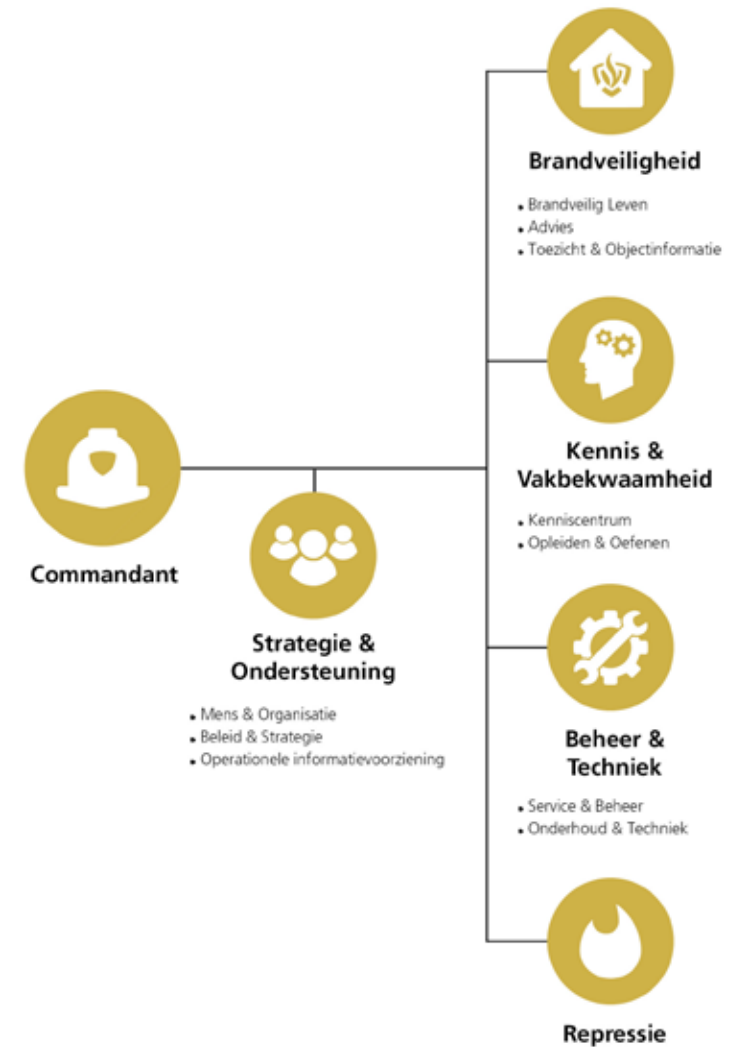 Brandveiligheid
• Brandveilig Leven
• Advies
• Toezicht & Objectinformatie
Kennis &
Vakbekwaamheid
• Kenniscentrum
• Opleiden & Oefenen
Commandant
Strategie &
Ondersteuning
• Mens & Organisatie
• Beleid & Strategie
• Operationele informatievoorziening
Beheer &
Techniek
• Service & Beheer
• Onderhoud & Techniek
Repressie